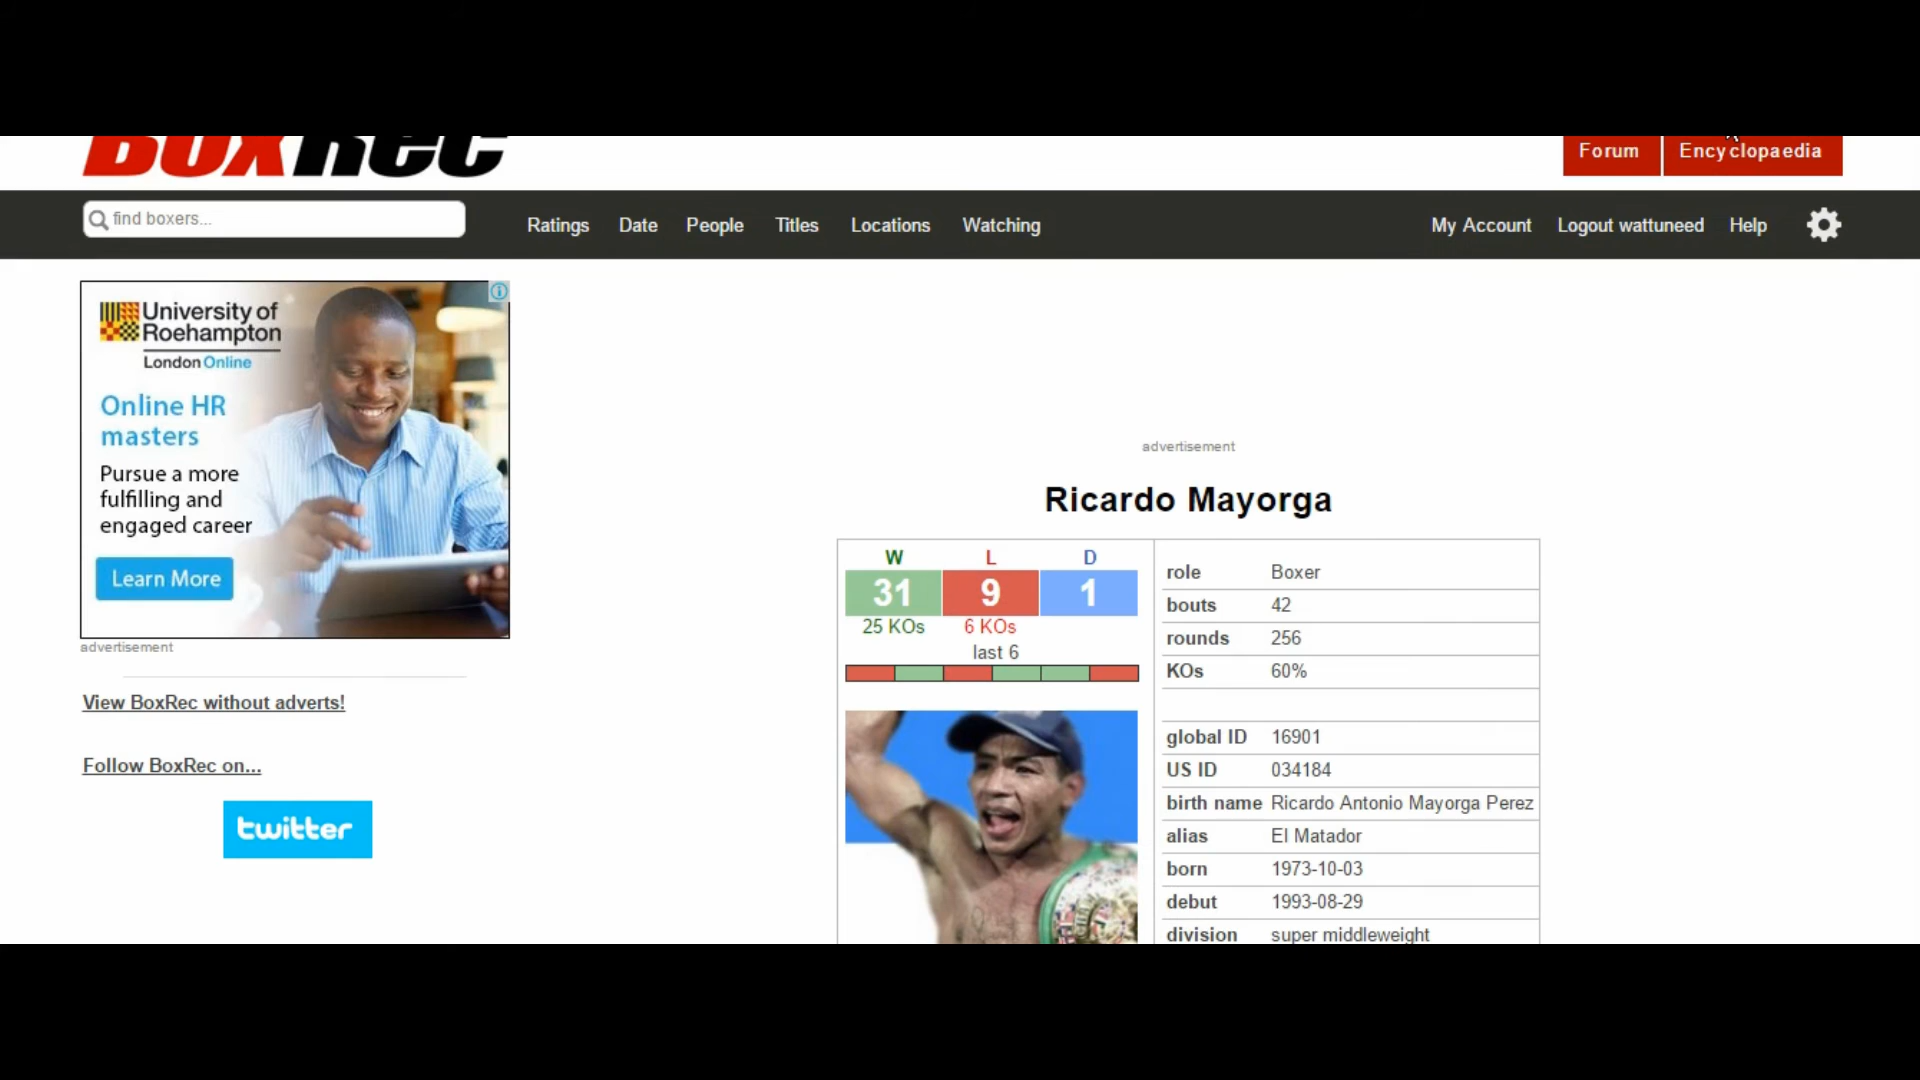 BoxRec
Forum
Encyclopaedia
find boxers...
Ratings
Date
People
Titles
Locations
Watching
My Account
Logout wattuneed
Help
University of
Roehampton
London Online
Online HR
masters
Pursue a more
fulfilling and
engaged career
Learn More
advertisement
View BoxRec without adverts!
Follow BoxRec on...
twitter
advertisement
Ricardo Mayorga
W L D
31 9 1
25 KOs 6 KOs
last 6
role Boxer
bouts 42
rounds 256
KOs 60%
global ID 16901
US ID 034184
birth name Ricardo Antonio Mayorga Perez
alias El Matador
born 1973-10-03
debut 1993-08-29
division super middleweight